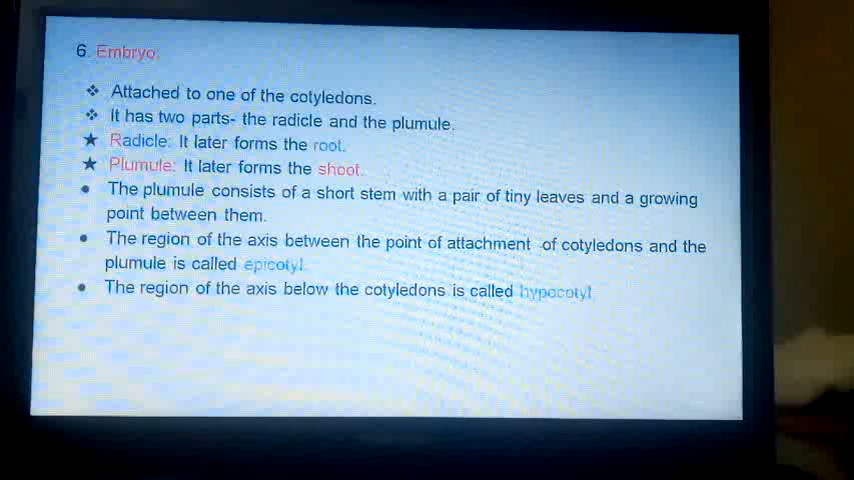 6. Embryo:
❖ Attached to one of the cotyledons.
❖ It has two parts- the radicle and the plumule.
★ Radicle: It later forms the root.
★ Plumule: It later forms the shoot.
● The plumule consists of a short stem with a pair of tiny leaves and a growing
point between them.
● The region of the axis between the point of attachment of cotyledons and the
plumule is called epicotyl.
● The region of the axis below the cotyledons is called hypocotyl.